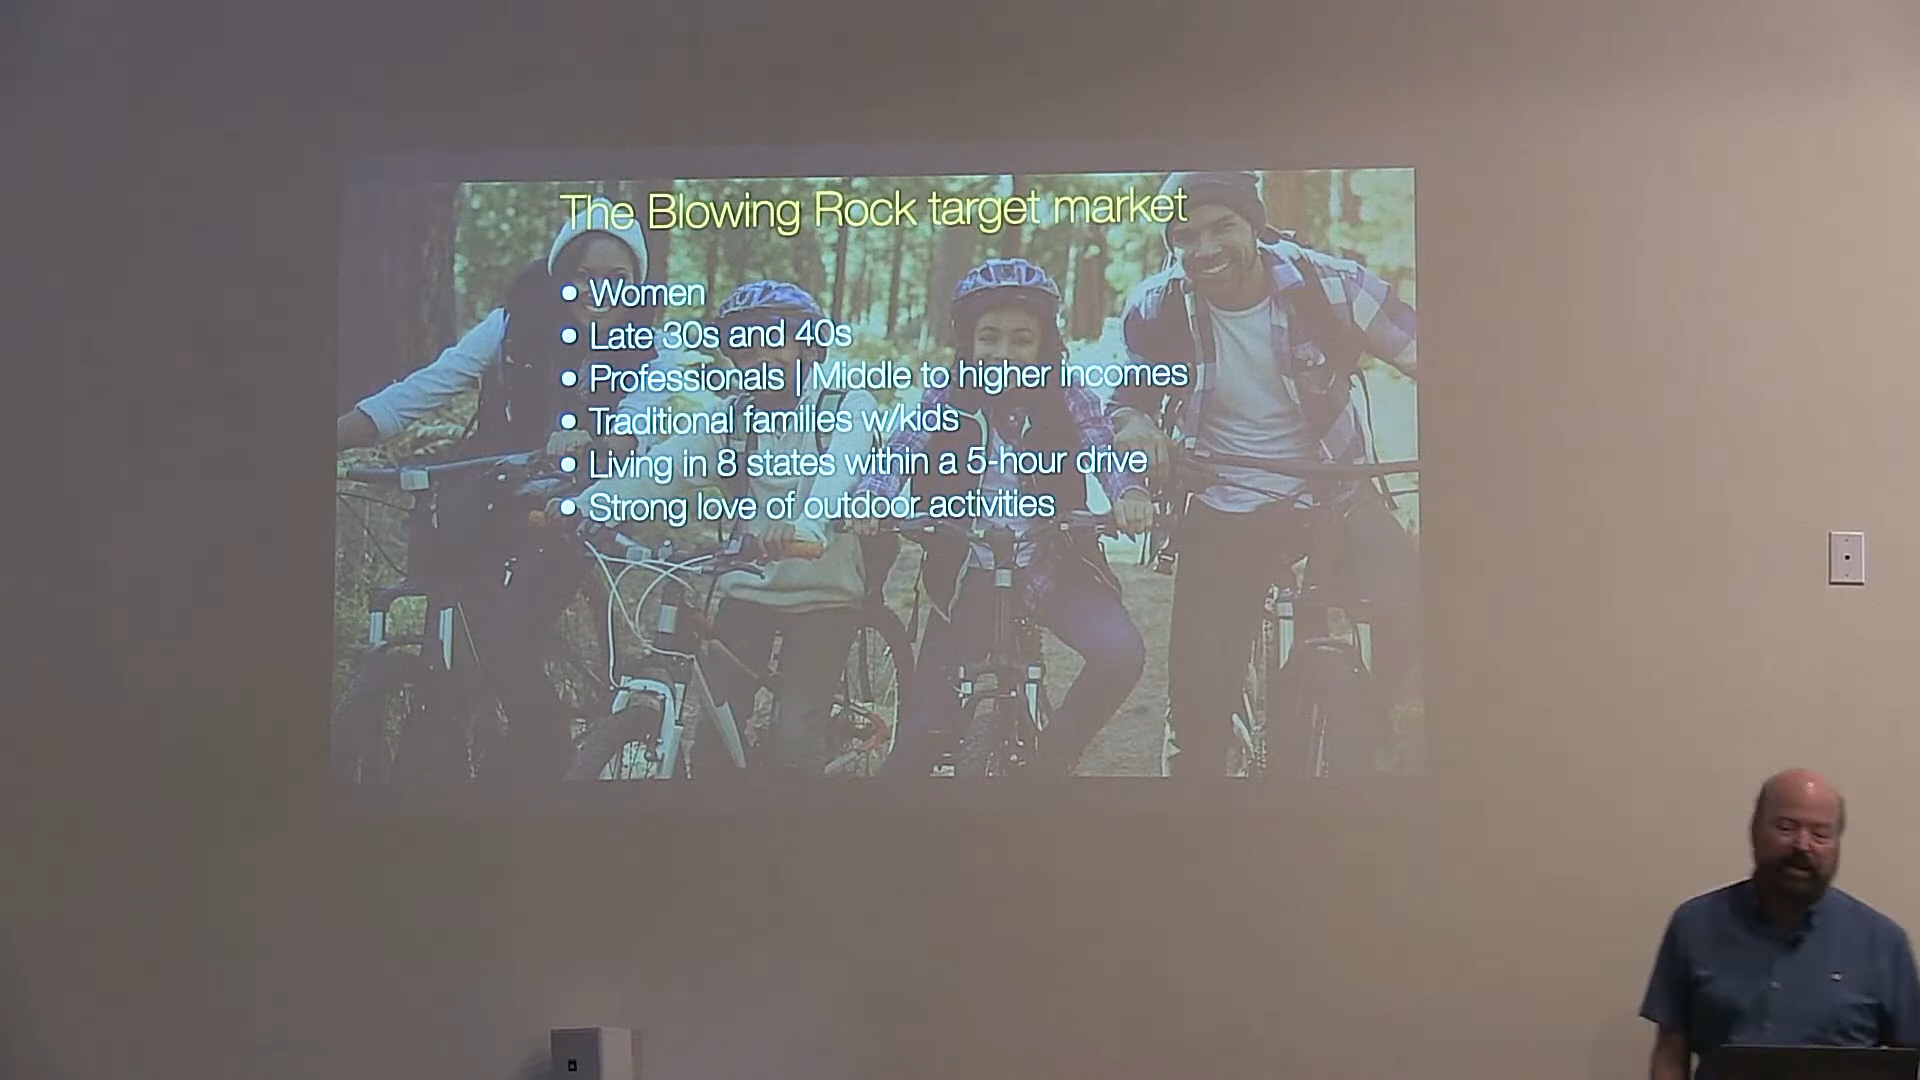 The Blowing Rock target market
• Women
• Late 30s and 40s
• Professionals | Middle to higher incomes
• Traditional families w/kids
• Living in 8 states within a 5-hour drive
• Strong love of outdoor activities